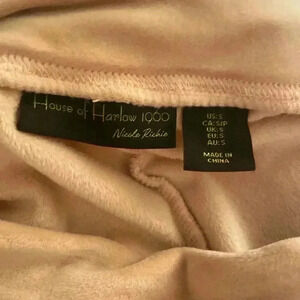 House of Harlow 1960
Nicole Richie
US:S
CA:S/P
UK:S
EU:S
AU:S
MADE IN
CHINA